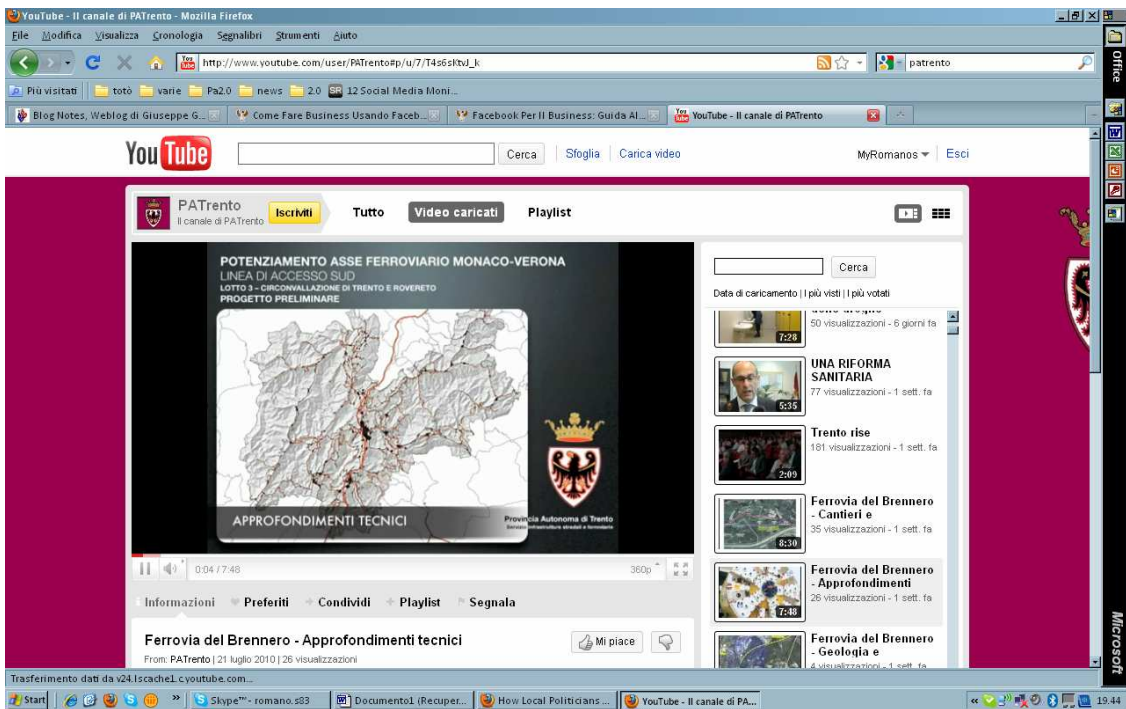 YouTube - Il canale di PATrento - Mozilla Firefox
File Modifica Visualizza Cronologia Segnalibri Strumenti Aiuto
http://www.youtube.com/user/PATrento#p/u/7/T4s6sKtvJ_k
patrento
Più visitati totò varie Pa2.0 news 2.0 SR 12 Social Media Moni...
Blog Notes, Weblog di Giuseppe G...
Come Fare Business Usando Faceb...
Facebook Per Il Business: Guida Al...
YouTube - Il canale di PATrento
Office
You Tube
Cerca
Sfoglia
Carica video
MyRomanos
Esci
PATrento
Il canale di PATrento
Iscriviti
Tutto
Video caricati
Playlist
POTENZIAMENTO ASSE FERROVIARIO MONACO-VERONA
LINEA DI ACCESSO SUD
LOTTO 3 - CIRCONVALLAZIONE DI TRENTO E ROVERETO
PROGETTO PRELIMINARE
APPROFONDIMENTI TECNICI
Provincia Autonoma di Trento
0:04 / 7:48
360p
Informazioni
Preferiti
Condividi
Playlist
Segnala
Ferrovia del Brennero - Approfondimenti tecnici
Mi piace
From: PATrento | 21 luglio 2010 | 26 visualizzazioni
Cerca
Data di caricamento | I più visti | I più votati
50 visualizzazioni - 6 giorni fa
7:28
UNA RIFORMA
SANITARIA
77 visualizzazioni - 1 sett. fa
5:35
Trento rise
181 visualizzazioni - 1 sett. fa
2:09
Ferrovia del Brennero
- Cantieri e
35 visualizzazioni - 1 sett. fa
8:30
Ferrovia del Brennero
- Approfondimenti
26 visualizzazioni - 1 sett. fa
7:48
Ferrovia del Brennero
- Geologia e
4 visualizzazioni - 1 sett. fa
Microsoft
Trasferimento dati da v24.lscache1.c.youtube.com...
Start
Skype™ - romano.s83
Documento1 (Recuper...
How Local Politicians ...
YouTube - Il canale di PA...
19.44